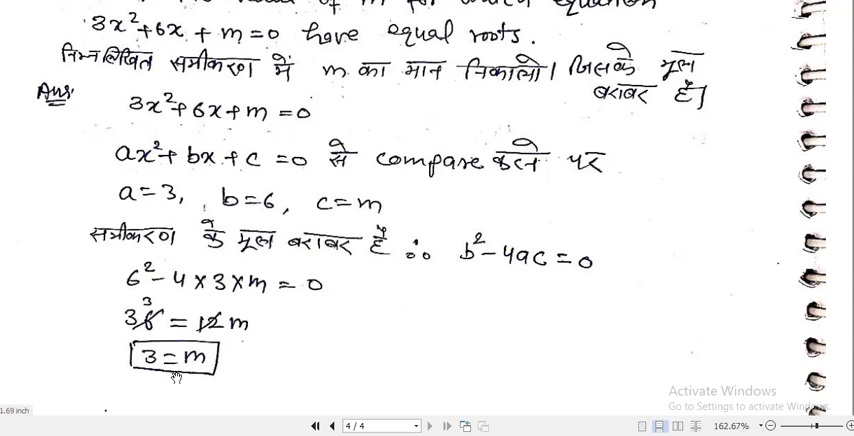 3x²+6x + m=0 have equal roots.
निम्न लिखित समीकरण में m का मान निकालो। जिसके मूल
बराबर हैं।
Ans:
3x²+6x+m=0
ax²+bx+c=0 से compare करने पर
a=3, b=6, c=m
समीकरण के मूल बराबर हैं ∴ b²-4ac=0
6²-4×3×m=0
3
36 = 12 m
3=m
Activate Windows
Go to Settings to activate Windows.
1.69 inch
4 / 4
162.67%